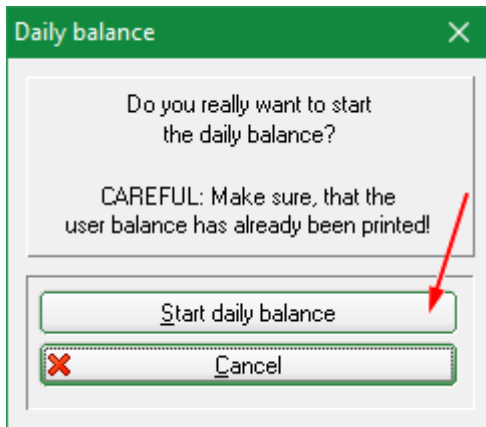 Daily balance
Do you really want to start
the daily balance?
CAREFUL: Make sure, that the
user balance has already been printed!
Start daily balance
Cancel